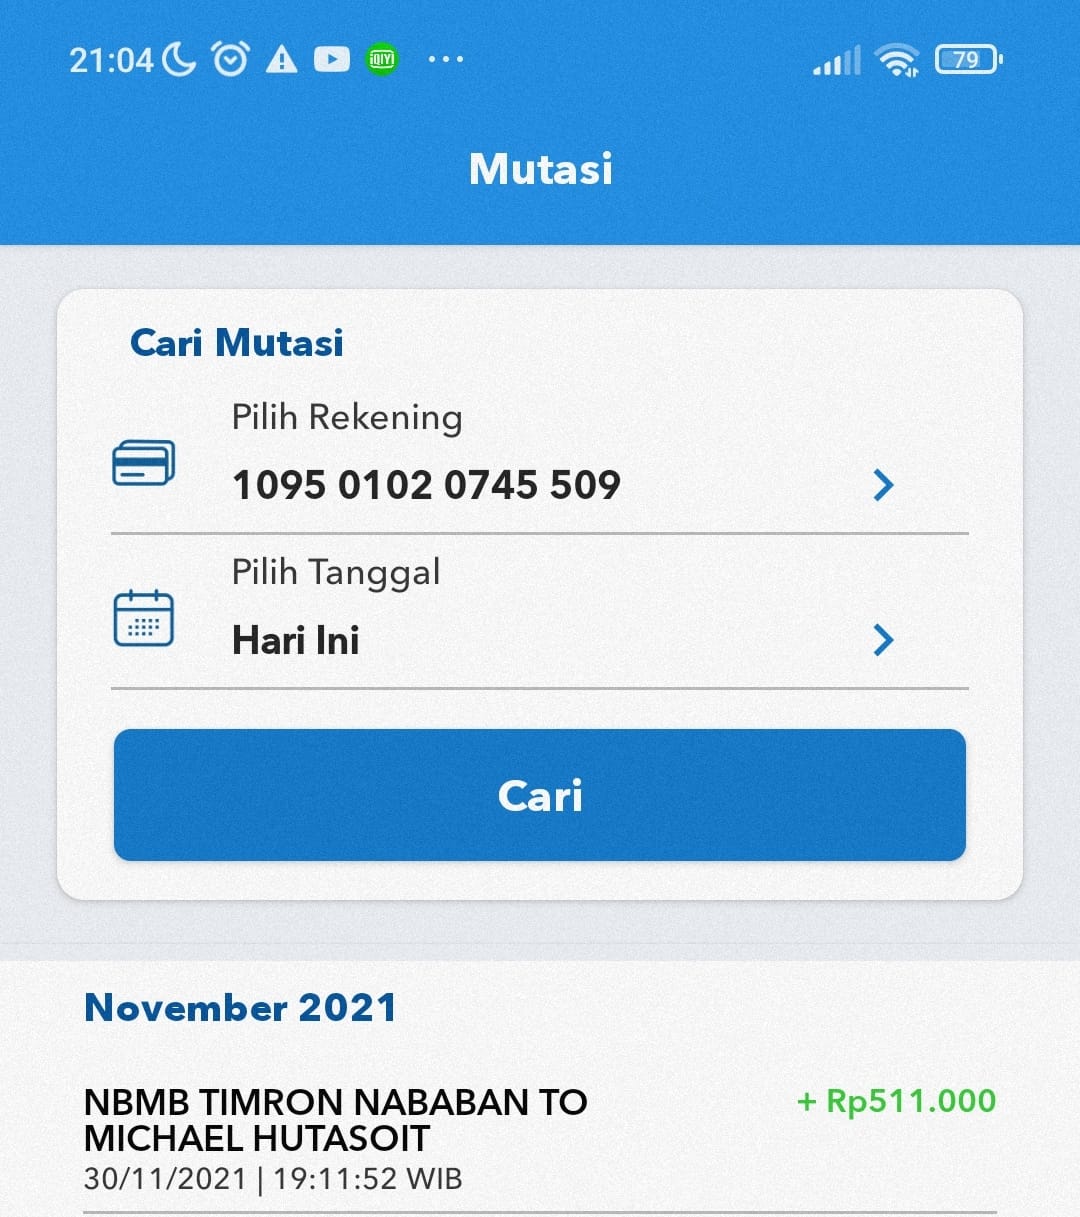 21:04 iQIYI ... 79
Mutasi
Cari Mutasi
Pilih Rekening
1095 0102 0745 509
Pilih Tanggal
Hari Ini
Cari
November 2021
NBMB TIMRON NABABAN TO + Rp511.000
MICHAEL HUTASOIT
30/11/2021 | 19:11:52 WIB